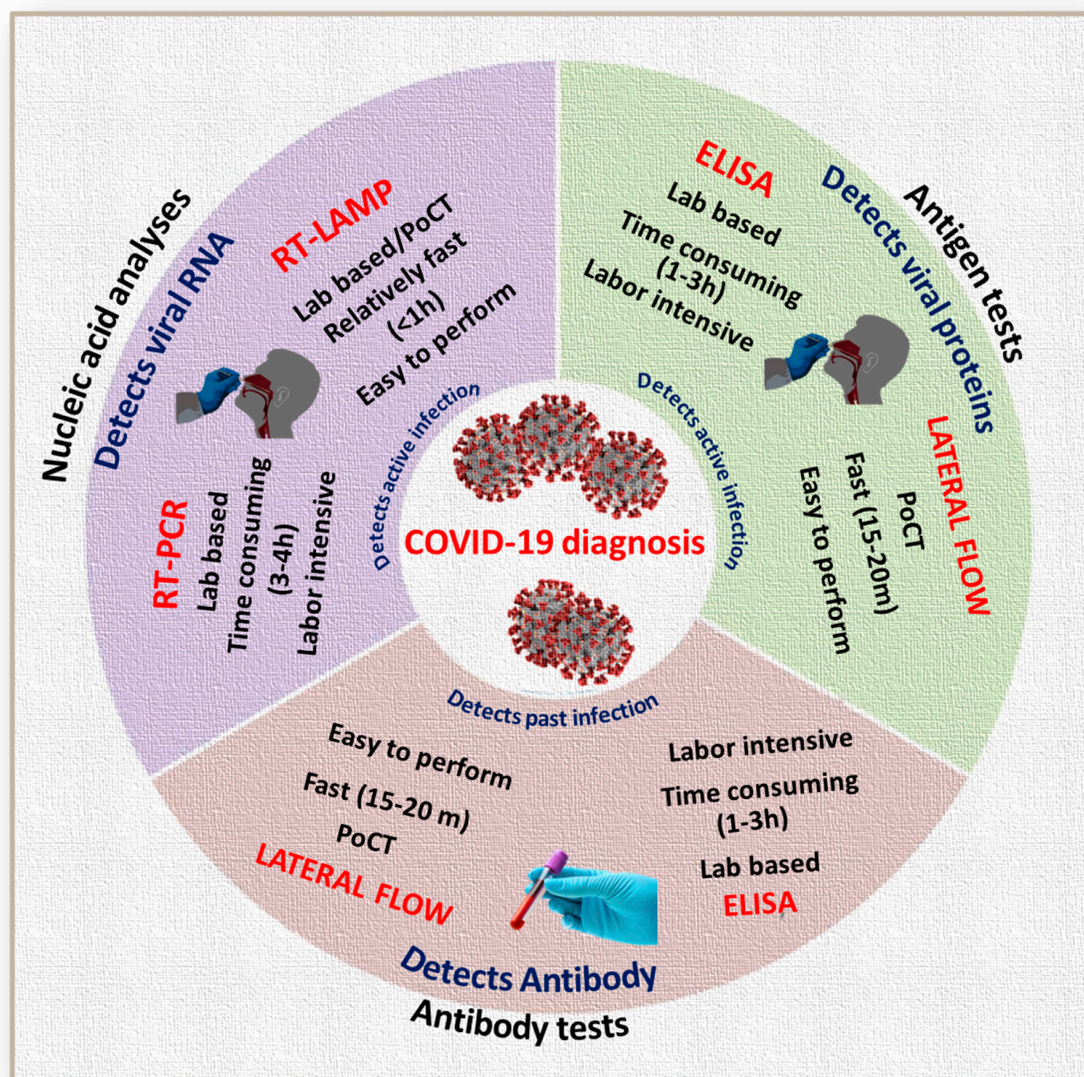 Nucleic acid analyses
Detects viral RNA
RT-LAMP
Lab based/PoCT
Relatively fast
(<1h)
Easy to perform
RT-PCR
Lab based
Time consuming
(3-4h)
Labor intensive
Detects active infection
Antigen tests
Detects viral proteins
ELISA
Lab based
Time consuming
(1-3h)
Labor intensive
LATERAL FLOW
PoCT
Fast (15-20m)
Easy to perform
Detects active infection
COVID-19 diagnosis
Detects past infection
Easy to perform
Fast (15-20 m)
PoCT
LATERAL FLOW
Labor intensive
Time consuming
(1-3h)
Lab based
ELISA
Detects Antibody
Antibody tests